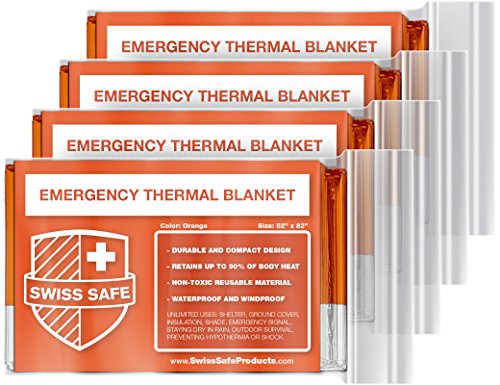 EMERGENCY THERMAL BLANKET
EMERGENCY THERMAL BLANKET
EMERGENCY THERMAL BLANKET
EMERGENCY THERMAL BLANKET
Color: Orange Size: 52" x 82"
- DURABLE AND COMPACT DESIGN
- RETAINS UP TO 90% OF BODY HEAT
- NON-TOXIC REUSABLE MATERIAL
- WATERPROOF AND WINDPROOF
SWISS SAFE
UNLIMITED USES: SHELTER, GROUND COVER,
INSULATION, SHADE, EMERGENCY SIGNAL,
STAYING DRY IN RAIN, OUTDOOR SURVIVAL,
PREVENTING HYPOTHERMIA OR SHOCK.
www.SwissSafeProducts.com